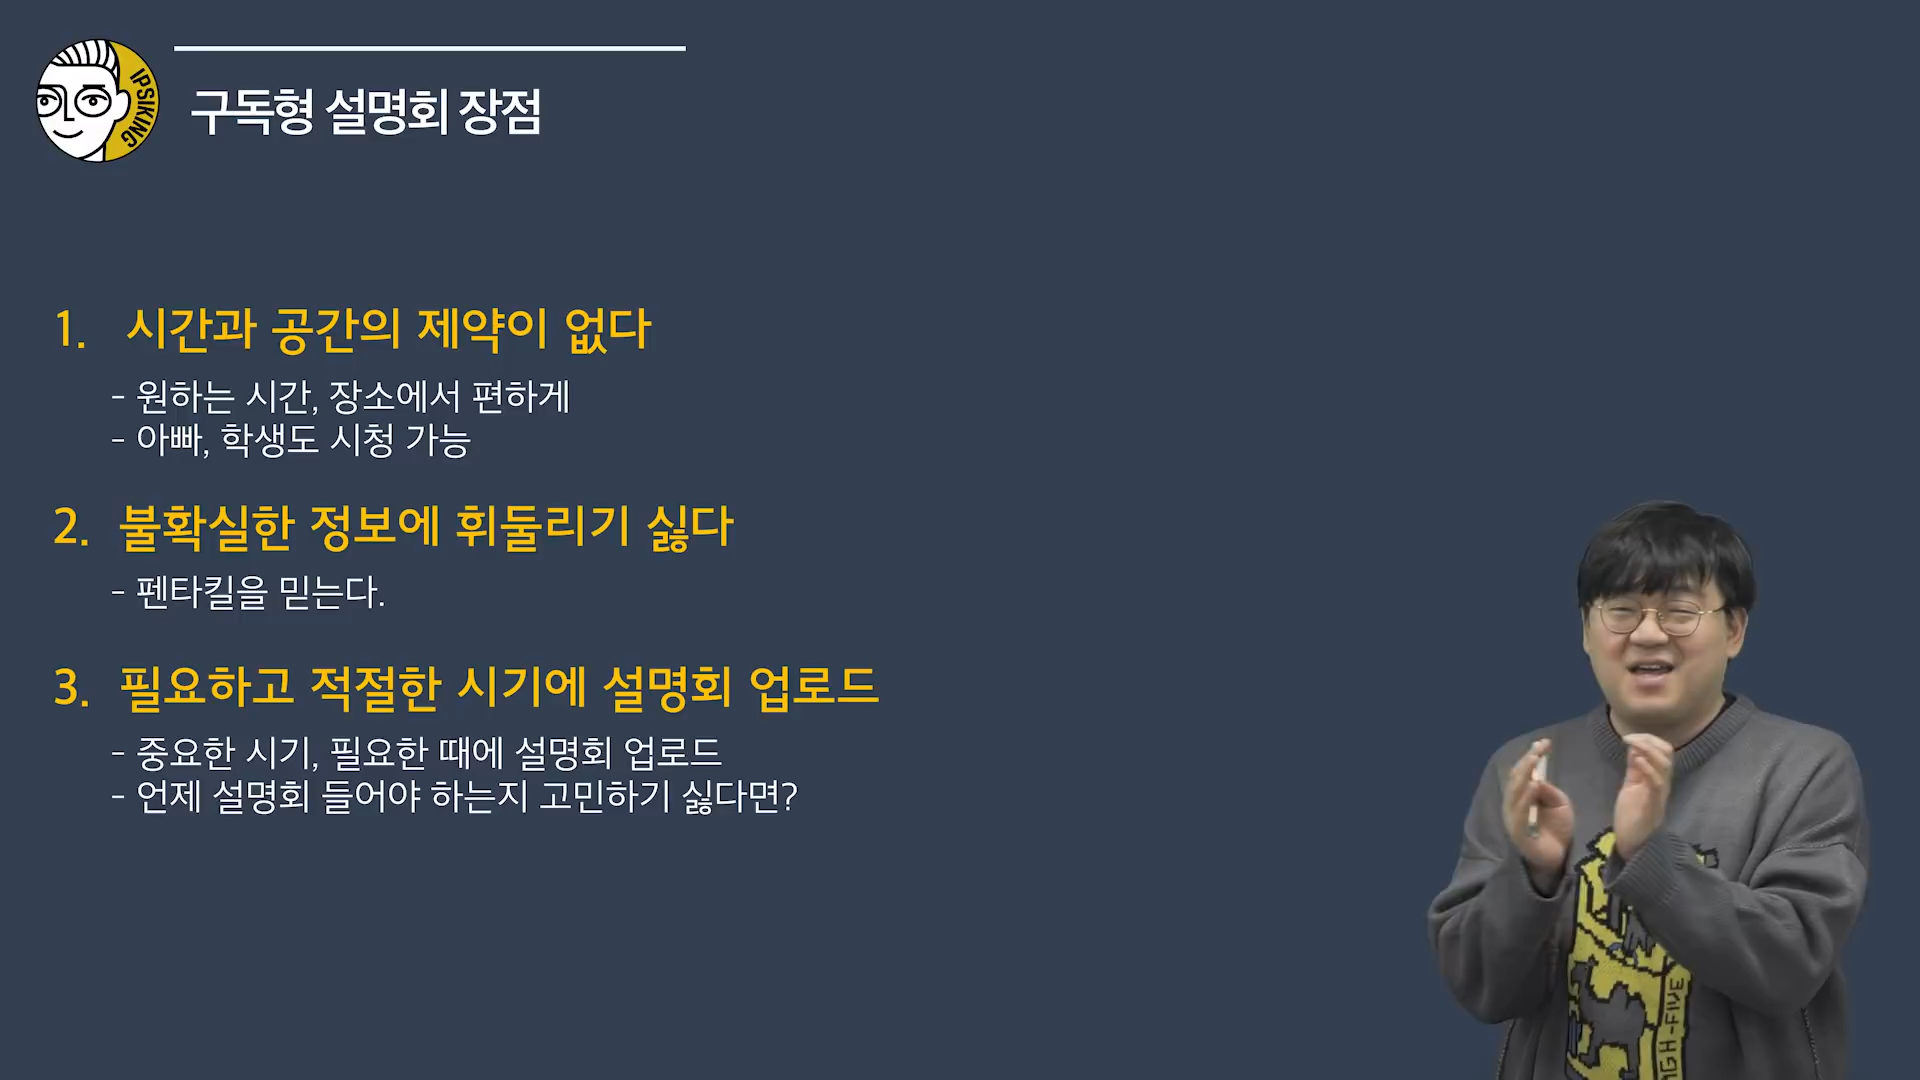 IPSIKING
구독형 설명회 장점
1. 시간과 공간의 제약이 없다
- 원하는 시간, 장소에서 편하게
- 아빠, 학생도 시청 가능
2. 불확실한 정보에 휘둘리기 싫다
- 펜타킬을 믿는다.
3. 필요하고 적절한 시기에 설명회 업로드
- 중요한 시기, 필요한 때에 설명회 업로드
- 언제 설명회 들어야 하는지 고민하기 싫다면?